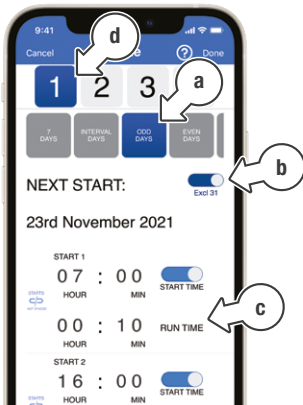 9:41
Cancel
e
? Done
d
1 2 3
a
7 DAYS
INTERVAL DAYS
ODD DAYS
EVEN DAYS
NEXT START:
Excl 31
b
23rd November 2021
START 1
07 : 00
HOUR MIN START TIME
00 : 10 RUN TIME
HOUR MIN
c
START 2
16 : 00
HOUR MIN START TIME